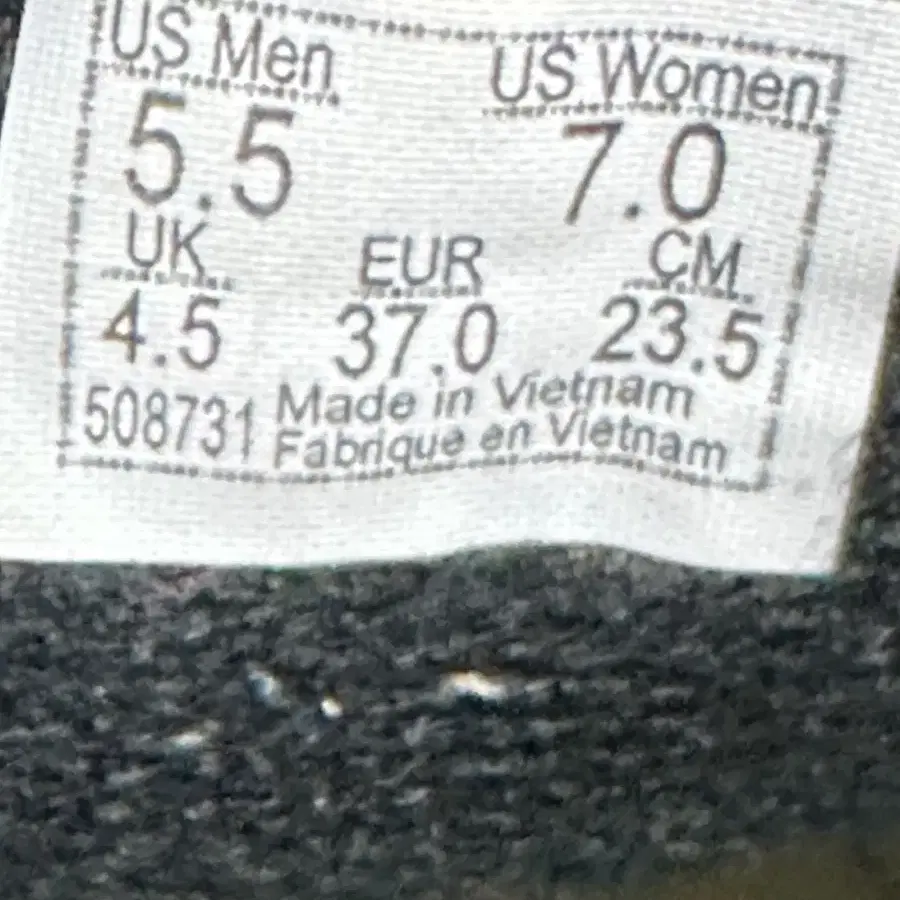 US Men US Women
5.5 7.0
UK EUR CM
4.5 37.0 23.5
508731 Made in Vietnam
Fabrique en Vietnam